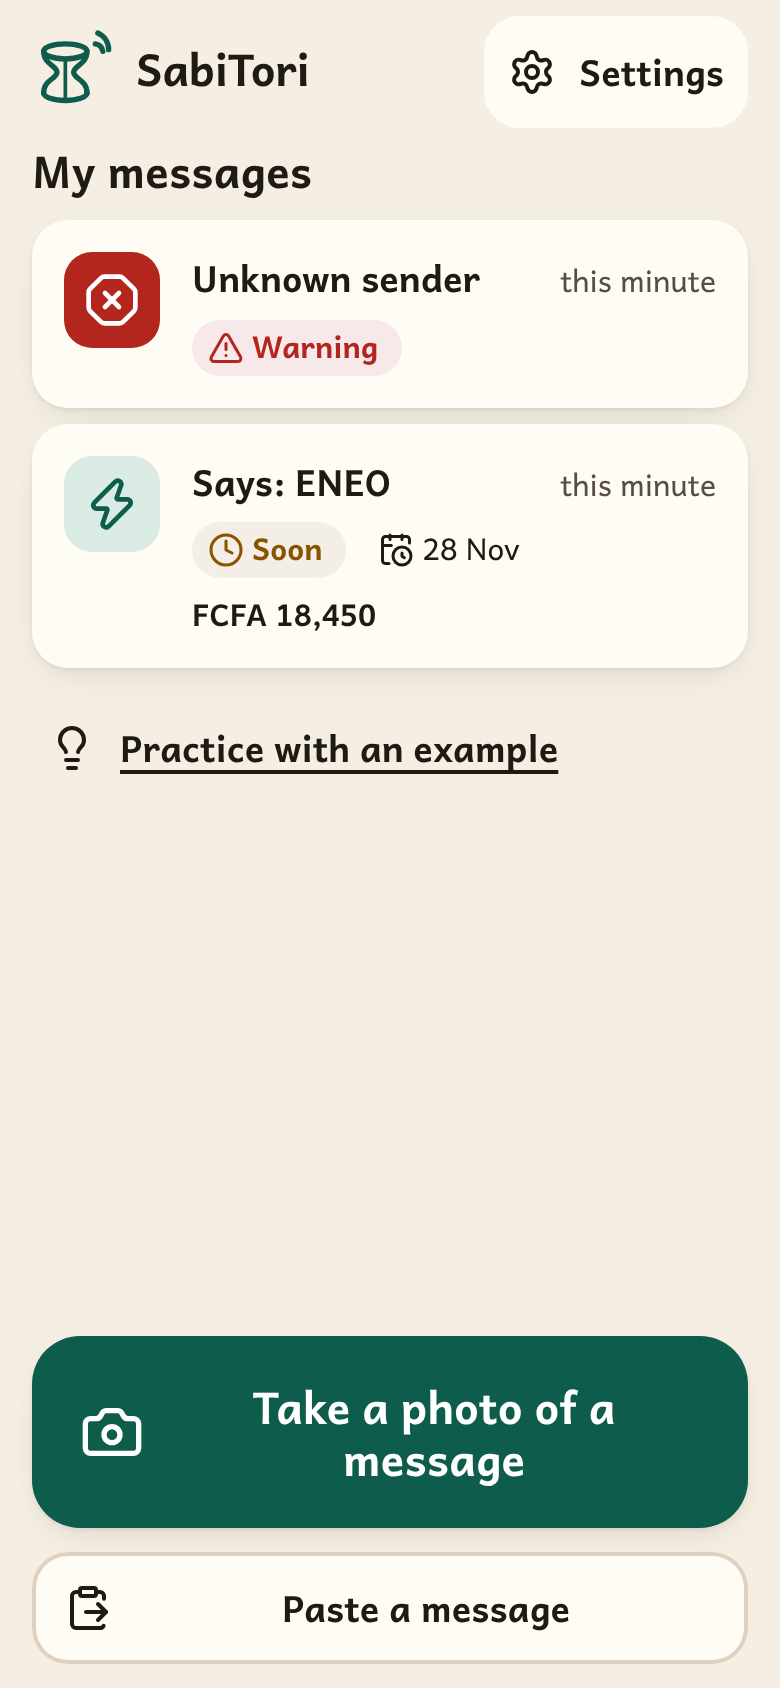 SabiTori
Settings
My messages
Unknown sender
this minute
Warning
Says: ENEO
this minute
Soon
28 Nov
FCFA 18,450
Practice with an example
Take a photo of a
message
Paste a message